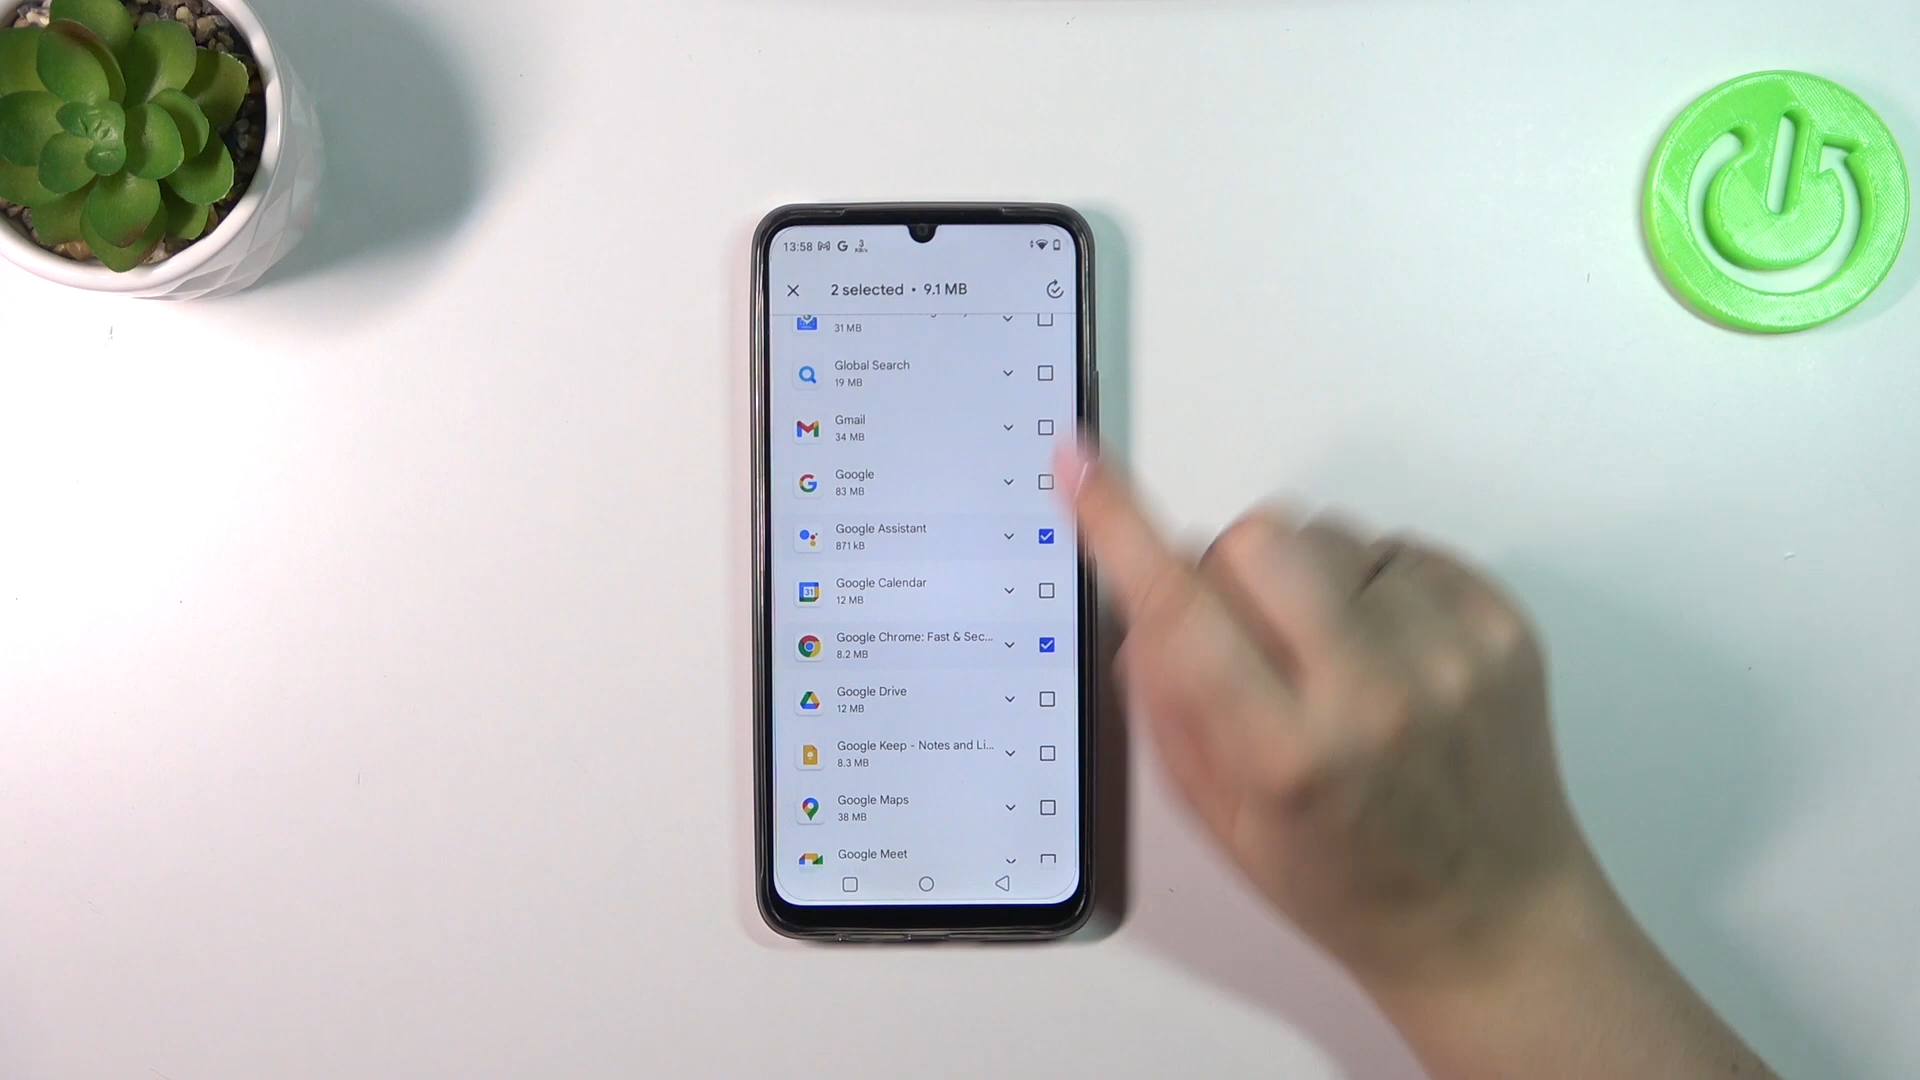 13:58 G 3
2 selected • 9.1 MB
31 MB
Global Search
19 MB
Gmail
34 MB
Google
83 MB
Google Assistant
871 kB
Google Calendar
12 MB
Google Chrome: Fast & Sec...
8.2 MB
Google Drive
12 MB
Google Keep - Notes and Li...
8.3 MB
Google Maps
38 MB
Google Meet